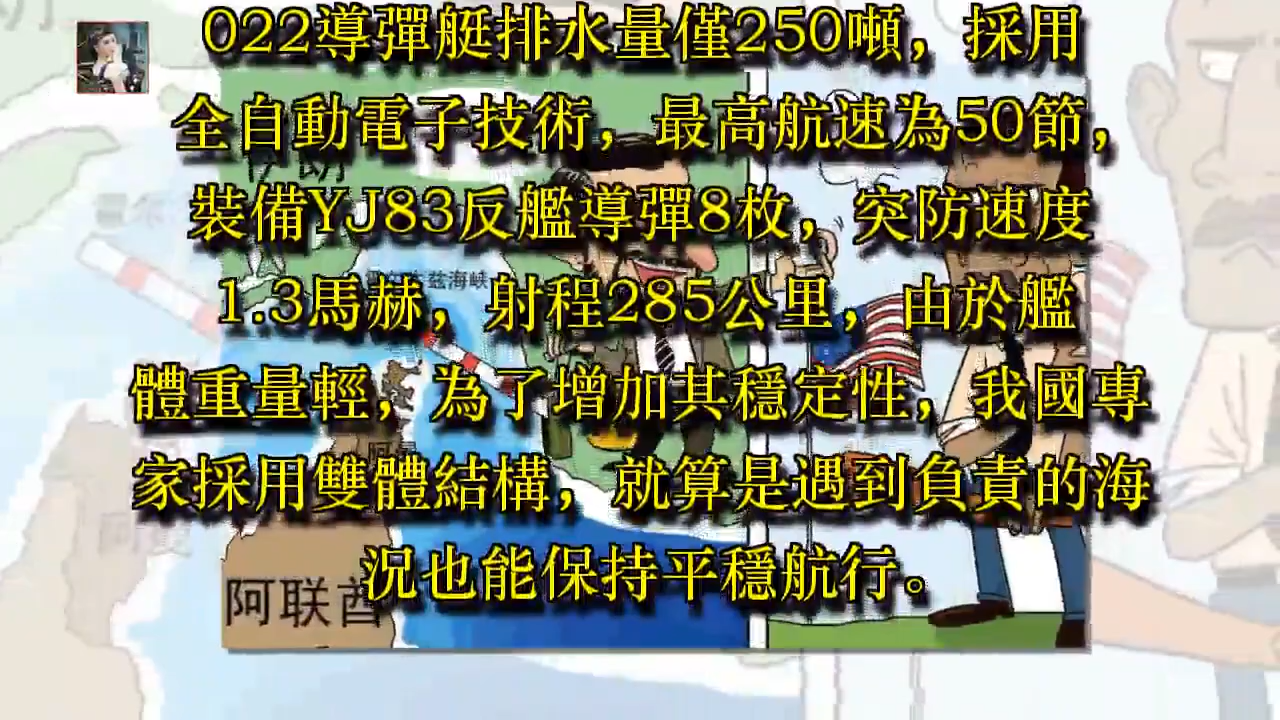 022導彈艇排水量僅250噸，採用
全自動電子技術，最高航速為50節，
裝備YJ83反艦導彈8枚，突防速度
1.3馬赫，射程285公里，由於艦
體重量輕，為了增加其穩定性，我國專
家採用雙體結構，就算是遇到負責的海
況也能保持平穩航行。
兹海峡
阿联酋